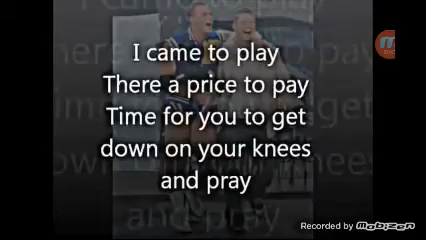 I came to play
There a price to pay
Time for you to get
down on your knees
and pray
Recorded by Mobizen